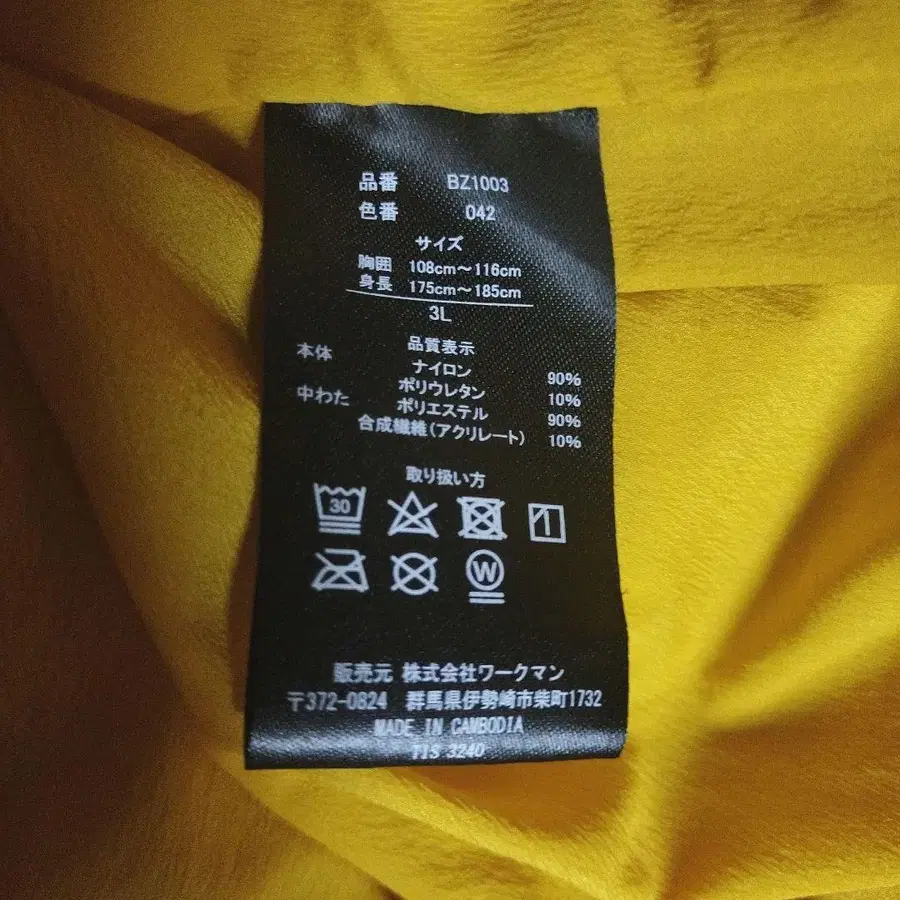 品番 BZ1003
色番 042
サイズ
胸囲 108cm～116cm
身長 175cm～185cm
3L
品質表示
本体 ナイロン 90%
ポリウレタン 10%
中わた ポリエステル 90%
合成繊維(アクリレート) 10%
取り扱い方
30
W
販売元 株式会社ワークマン
〒372-0824 群馬県伊勢崎市柴町1732
MADE IN CAMBODIA
TIS 3240